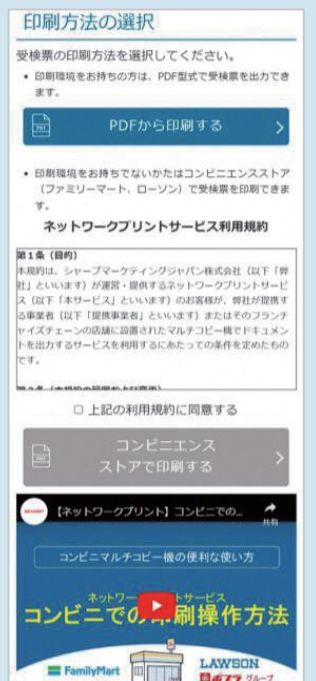 印刷方法の選択
受検票の印刷方法を選択してください。
• 印刷環境をお持ちの方は、PDF型式で受検票を出力でき
ます。
PDF
PDFから印刷する
• 印刷環境をお持ちでないかたはコンビニエンスストア
(ファミリーマート、ローソン)で受検票を印刷できま
す。
ネットワークプリントサービス利用規約
第1条(目的)
本規約は、シャープマーケティングジャパン株式会社(以下「弊
社」といいます)が運営・提供するネットワークプリントサービ
ス(以下「本サービス」といいます)のお客様が、弊社が提携す
る事業者(以下「提携事業者」といいます)またはそのフランチ
ャイズチェーンの店舗に設置されたマルチコピー機でドキュメン
トを出力するサービスを利用するにあたっての条件を定めたもの
です。
上記の利用規約に同意する
PDF
コンビニエンス
ストアで印刷する
【ネットワークプリント】コンビニでの...
共有
コンビニマルチコピー機の便利な使い方
ネットワー トサービス
コンビニでの 刷操作方法
FamilyMart
LAWSON
ポプラ グループ